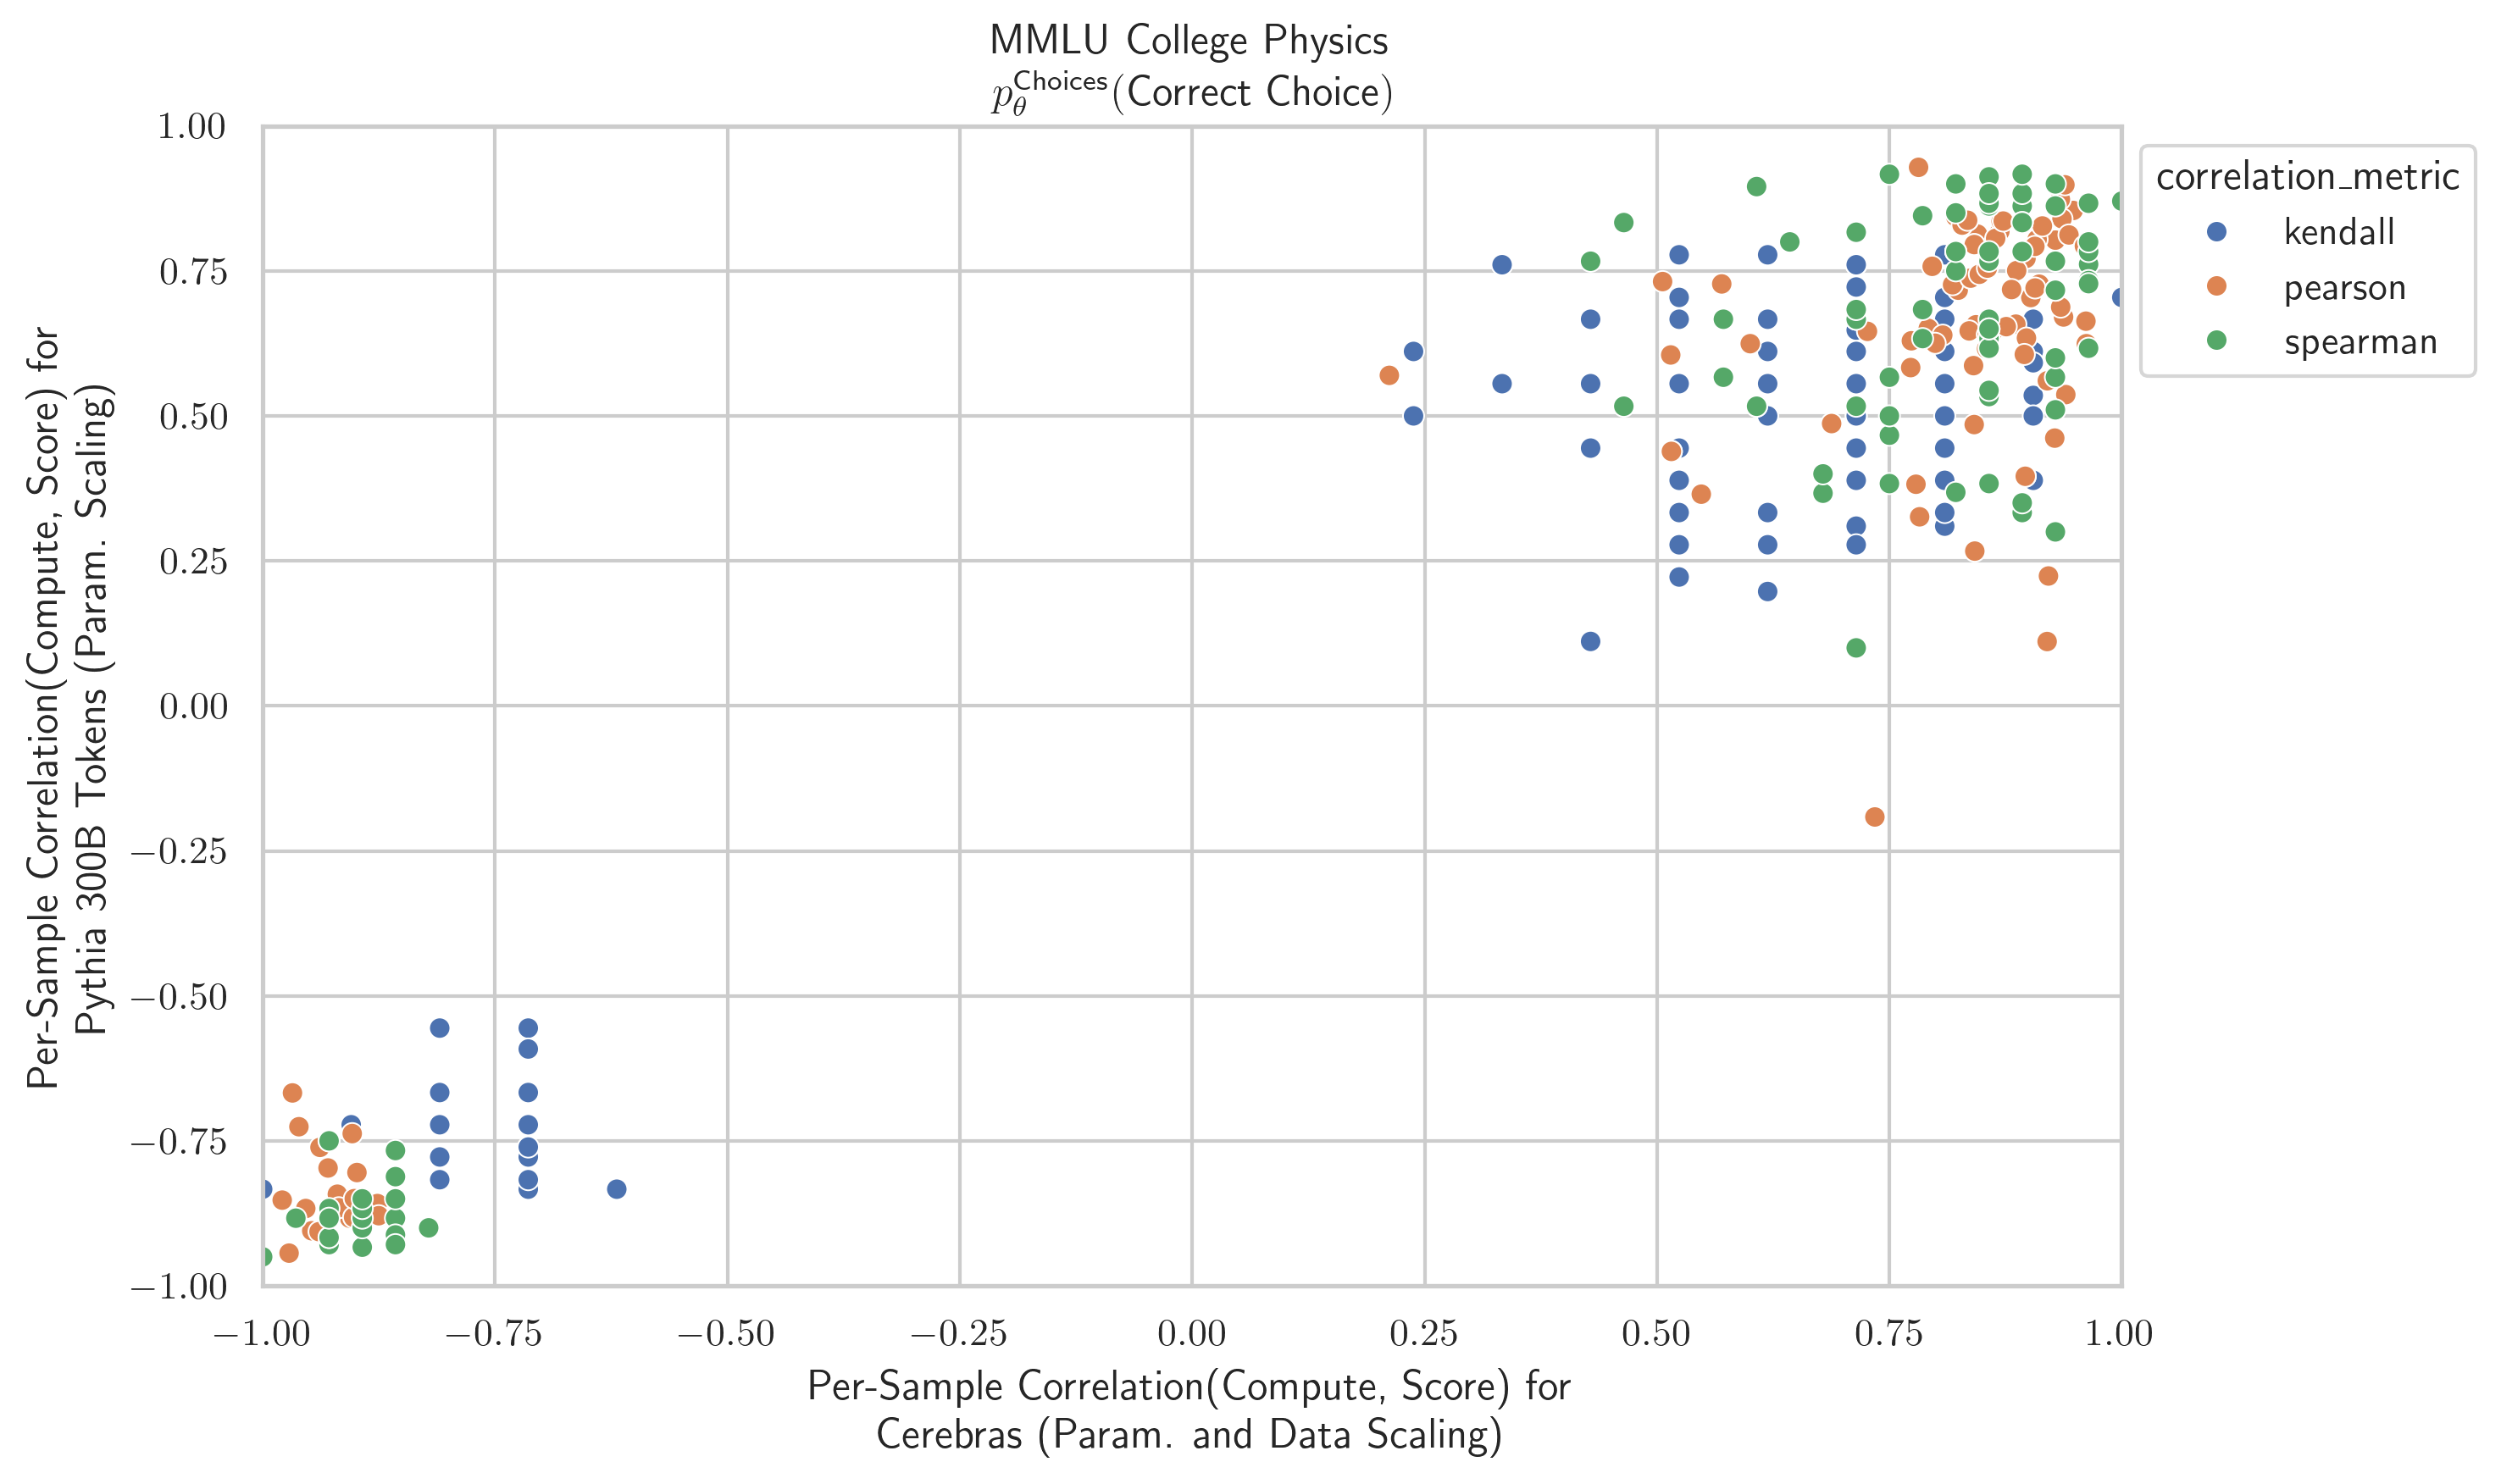 MMLU College Physics
p_θ^Choices(Correct Choice)
1.00
0.75
0.50
0.25
0.00
−0.25
−0.50
−0.75
−1.00
Per-Sample Correlation(Compute, Score) for
Pythia 300B Tokens (Param. Scaling)
−1.00 −0.75 −0.50 −0.25 0.00 0.25 0.50 0.75 1.00
Per-Sample Correlation(Compute, Score) for
Cerebras (Param. and Data Scaling)
correlation_metric
kendall
pearson
spearman